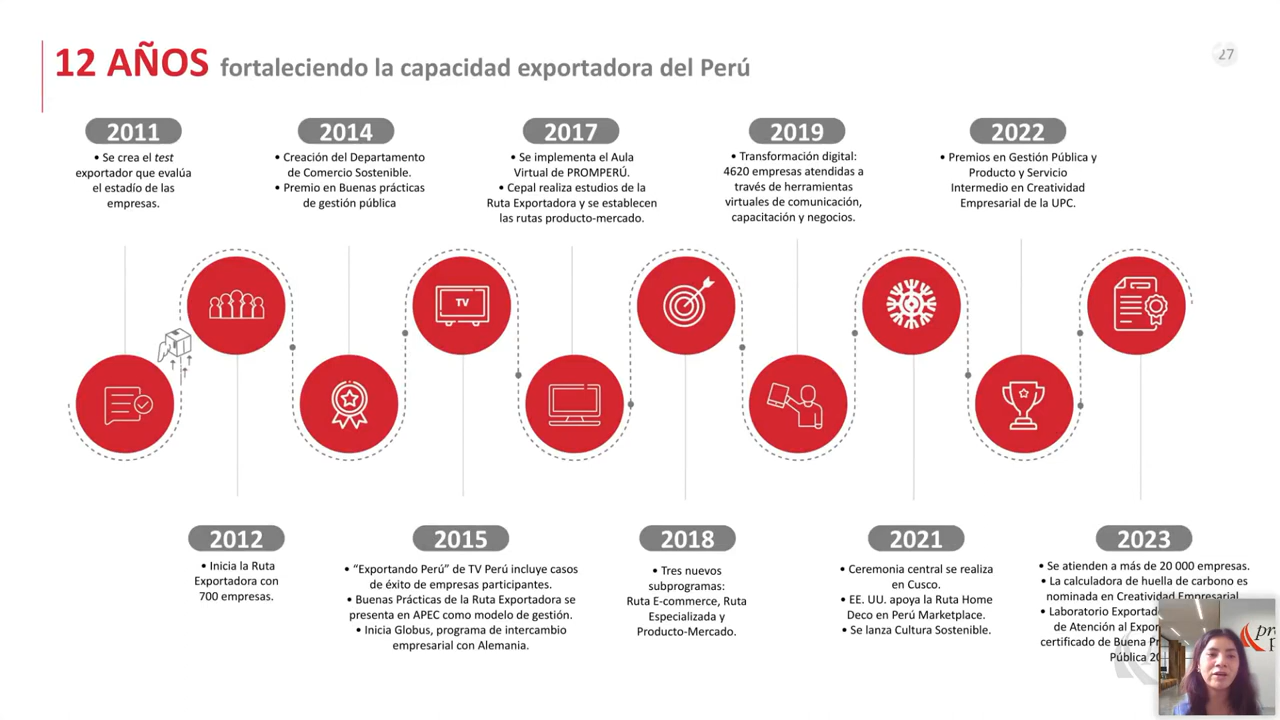 12 AÑOS fortaleciendo la capacidad exportadora del Perú
27
2011
• Se crea el test
exportador que evalúa
el estadío de las
empresas.
2014
• Creación del Departamento
de Comercio Sostenible.
• Premio en Buenas prácticas
de gestión pública
2017
• Se implementa el Aula
Virtual de PROMPERÚ.
• Cepal realiza estudios de la
Ruta Exportadora y se establecen
las rutas producto-mercado.
2019
• Transformación digital:
4620 empresas atendidas a
través de herramientas
virtuales de comunicación,
capacitación y negocios.
2022
• Premios en Gestión Pública y
Producto y Servicio
Intermedio en Creatividad
Empresarial de la UPC.
TV
2012
• Inicia la Ruta
Exportadora con
700 empresas.
2015
• “Exportando Perú” de TV Perú incluye casos
de éxito de empresas participantes.
• Buenas Prácticas de la Ruta Exportadora se
presenta en APEC como modelo de gestión.
• Inicia Globus, programa de intercambio
empresarial con Alemania.
2018
• Tres nuevos
subprogramas:
Ruta E-commerce, Ruta
Especializada y
Producto-Mercado.
2021
• Ceremonia central se realiza
en Cusco.
• EE. UU. apoya la Ruta Home
Deco en Perú Marketplace.
• Se lanza Cultura Sostenible.
2023
• Se atienden a más de 20 000 empresas.
• La calculadora de huella de carbono es
nominada en Creatividad Empresarial
• Laboratorio Exportad
de Atención al Expor
certificado de Buena Pr
Pública 20